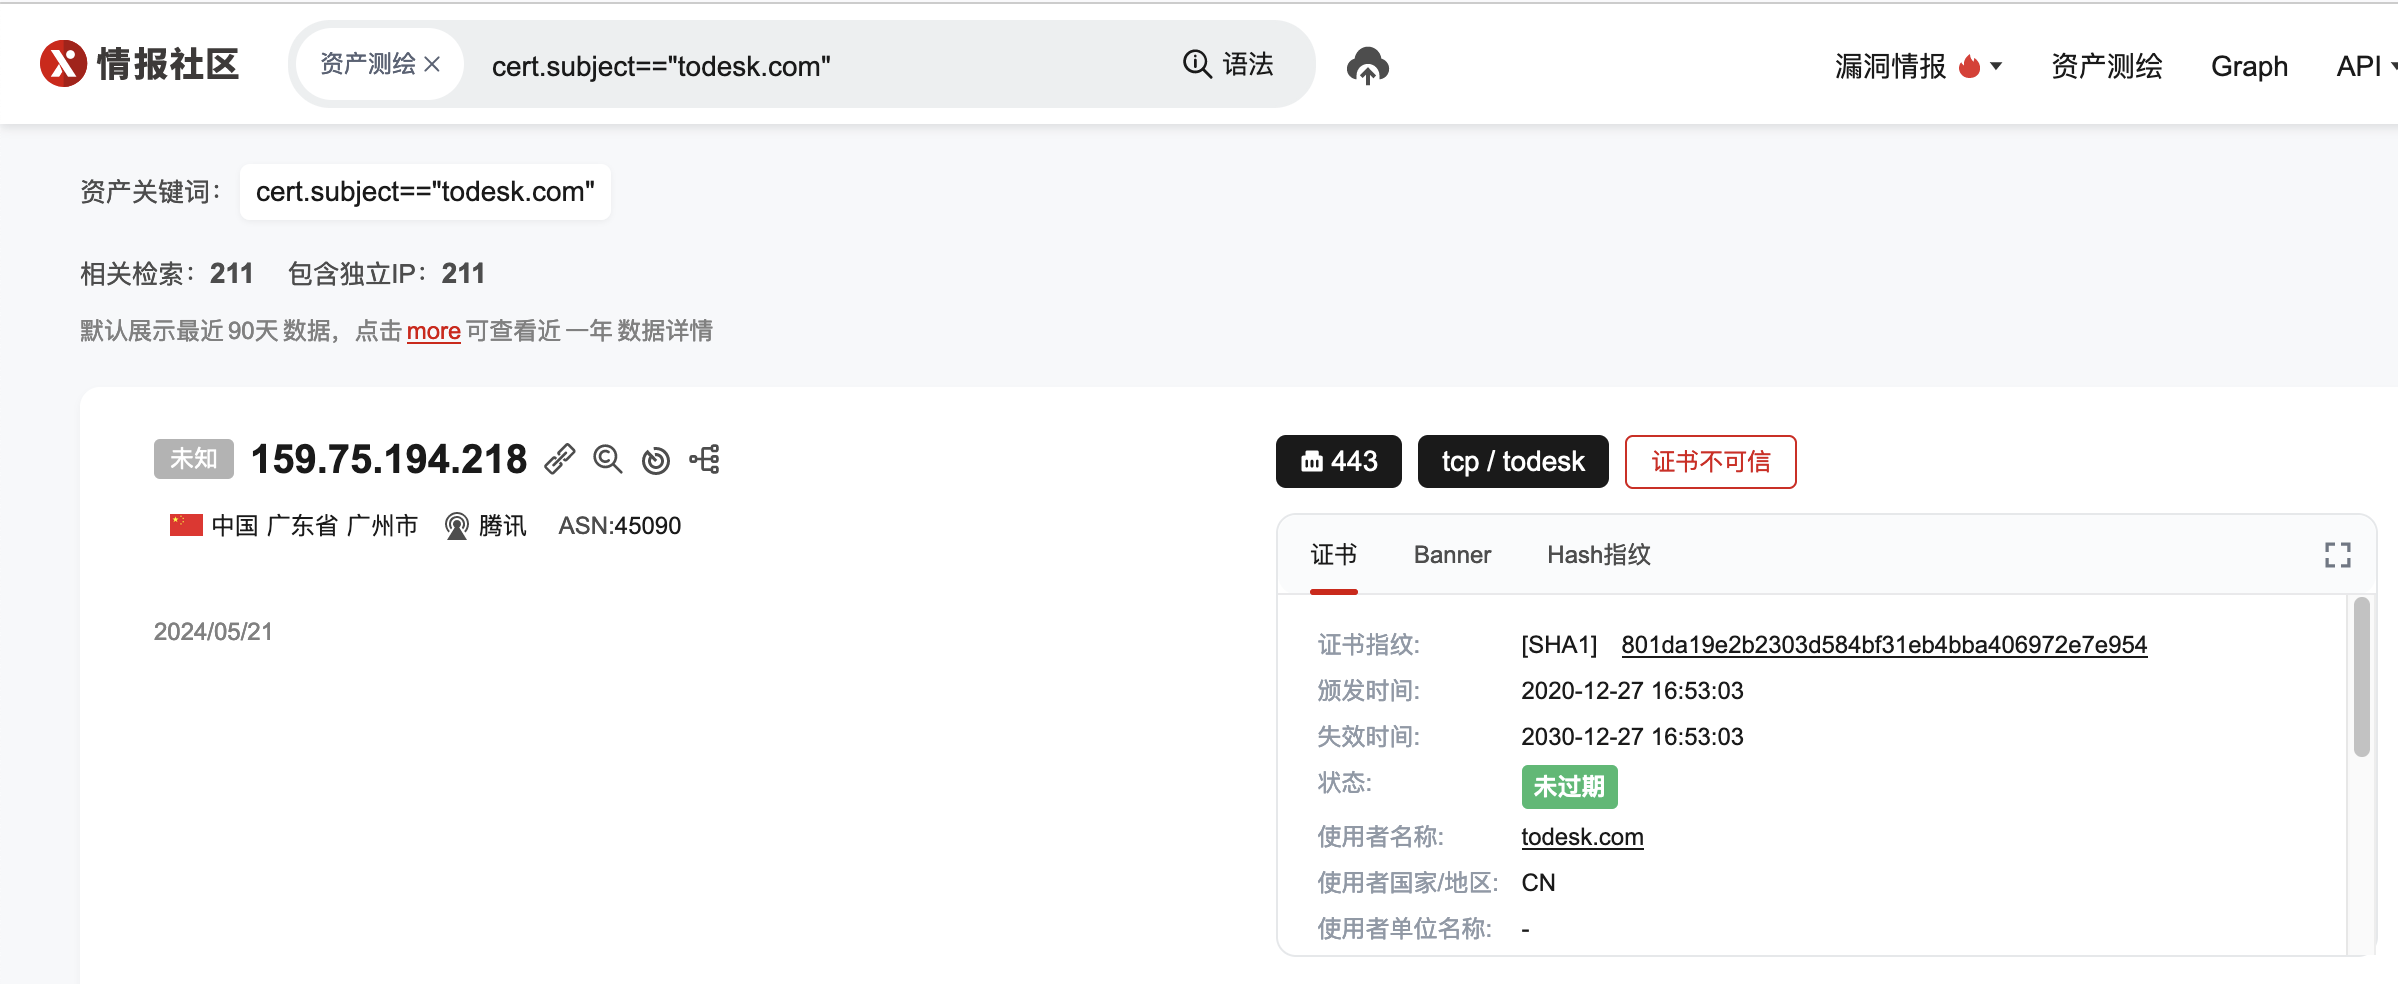 情报社区
资产测绘 × cert.subject=="todesk.com" 语法
漏洞情报 资产测绘 Graph API
资产关键词: cert.subject=="todesk.com"
相关检索: 211 包含独立IP: 211
默认展示最近 90天 数据，点击 more 可查看近 一年 数据详情
未知 159.75.194.218
中国 广东省 广州市 腾讯 ASN:45090
2024/05/21
443 tcp / todesk 证书不可信
证书 Banner Hash指纹
证书指纹: [SHA1] 801da19e2b2303d584bf31eb4bba406972e7e954
颁发时间: 2020-12-27 16:53:03
失效时间: 2030-12-27 16:53:03
状态: 未过期
使用者名称: todesk.com
使用者国家/地区: CN
使用者单位名称: -